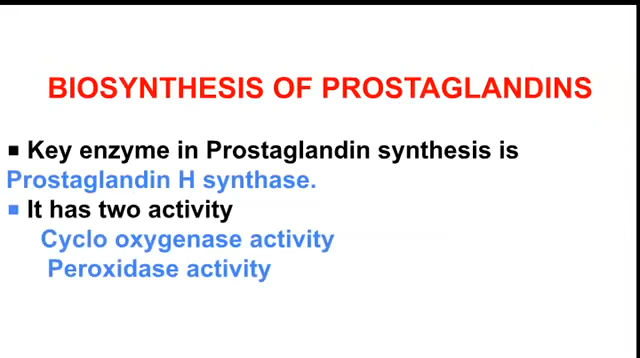 BIOSYNTHESIS OF PROSTAGLANDINS
▪ Key enzyme in Prostaglandin synthesis is
Prostaglandin H synthase.
▪ It has two activity
Cyclo oxygenase activity
Peroxidase activity